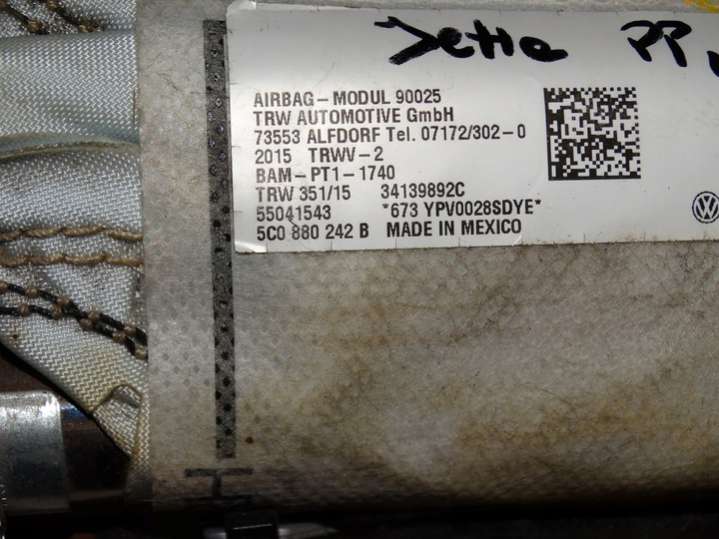 Jetta PP
AIRBAG-MODUL 90025
TRW AUTOMOTIVE GmbH
73553 ALFDORF Tel. 07172/302-0
2015 TRWV-2
BAM-PT1-1740
TRW 351/15 34139892C
55041543 *673 YPV0028SDYE*
5C0 880 242 B MADE IN MEXICO